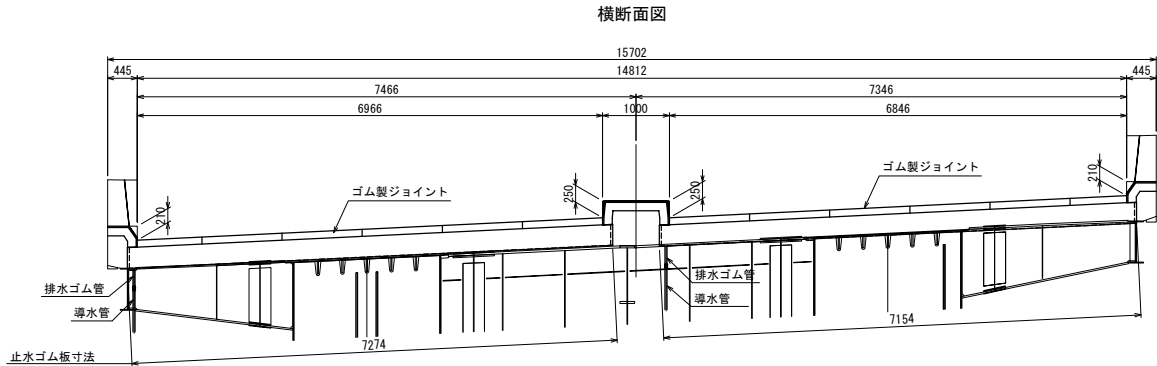 横断面図
15702
445
14812
445
7466
7346
6966
1000
6846
210
ゴム製ジョイント
250
250
ゴム製ジョイント
210
排水ゴム管
導水管
排水ゴム管
導水管
7274
7154
止水ゴム板寸法